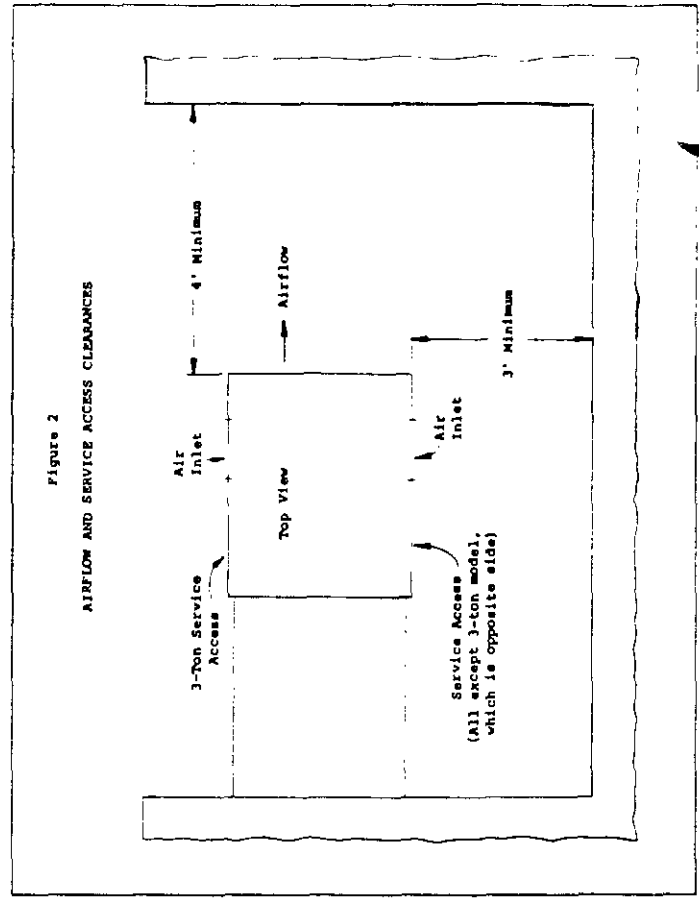 Figure 2
AIRFLOW AND SERVICE ACCESS CLEARANCES
4' Minimum
Air
Inlet
3-Ton Service
Access
Top View
Airflow
Air
Inlet
3' Minimum
Service Access
(All except 3-ton model,
which is opposite side)